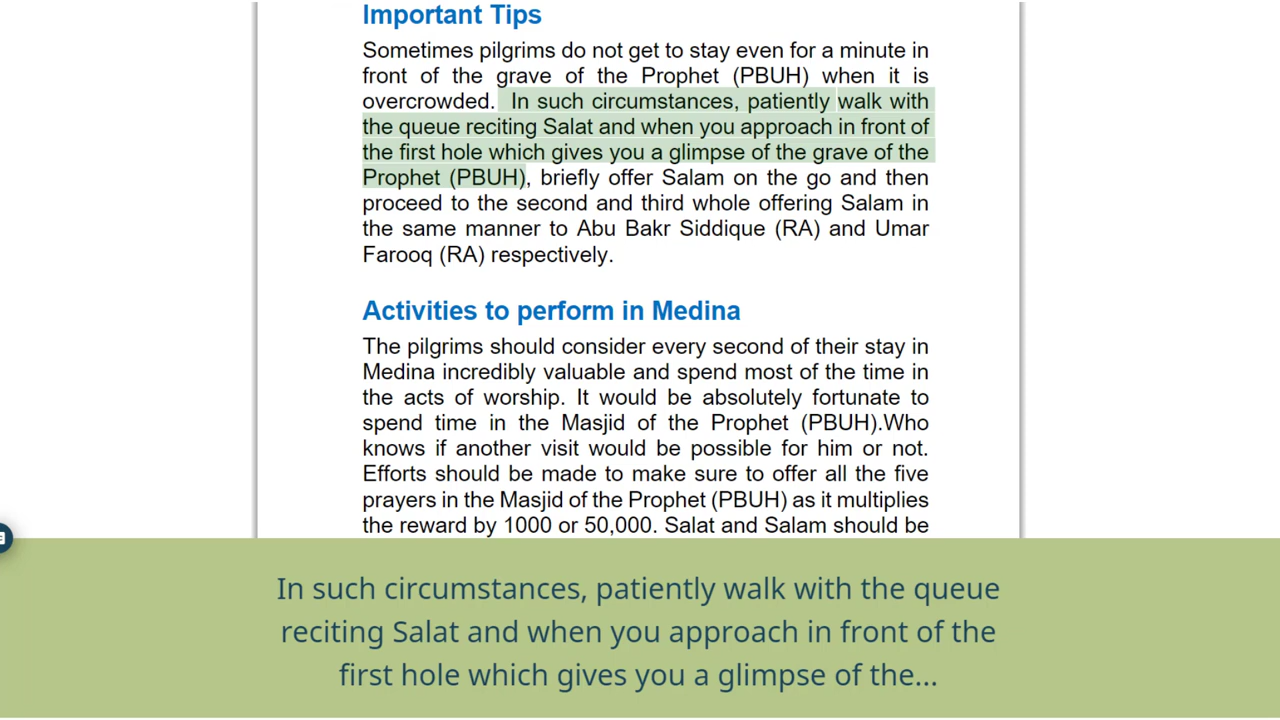 Important Tips
Sometimes pilgrims do not get to stay even for a minute in
front of the grave of the Prophet (PBUH) when it is
overcrowded. In such circumstances, patiently walk with
the queue reciting Salat and when you approach in front of
the first hole which gives you a glimpse of the grave of the
Prophet (PBUH), briefly offer Salam on the go and then
proceed to the second and third whole offering Salam in
the same manner to Abu Bakr Siddique (RA) and Umar
Farooq (RA) respectively.
Activities to perform in Medina
The pilgrims should consider every second of their stay in
Medina incredibly valuable and spend most of the time in
the acts of worship. It would be absolutely fortunate to
spend time in the Masjid of the Prophet (PBUH).Who
knows if another visit would be possible for him or not.
Efforts should be made to make sure to offer all the five
prayers in the Masjid of the Prophet (PBUH) as it multiplies
the reward by 1000 or 50,000. Salat and Salam should be
In such circumstances, patiently walk with the queue
reciting Salat and when you approach in front of the
first hole which gives you a glimpse of the...